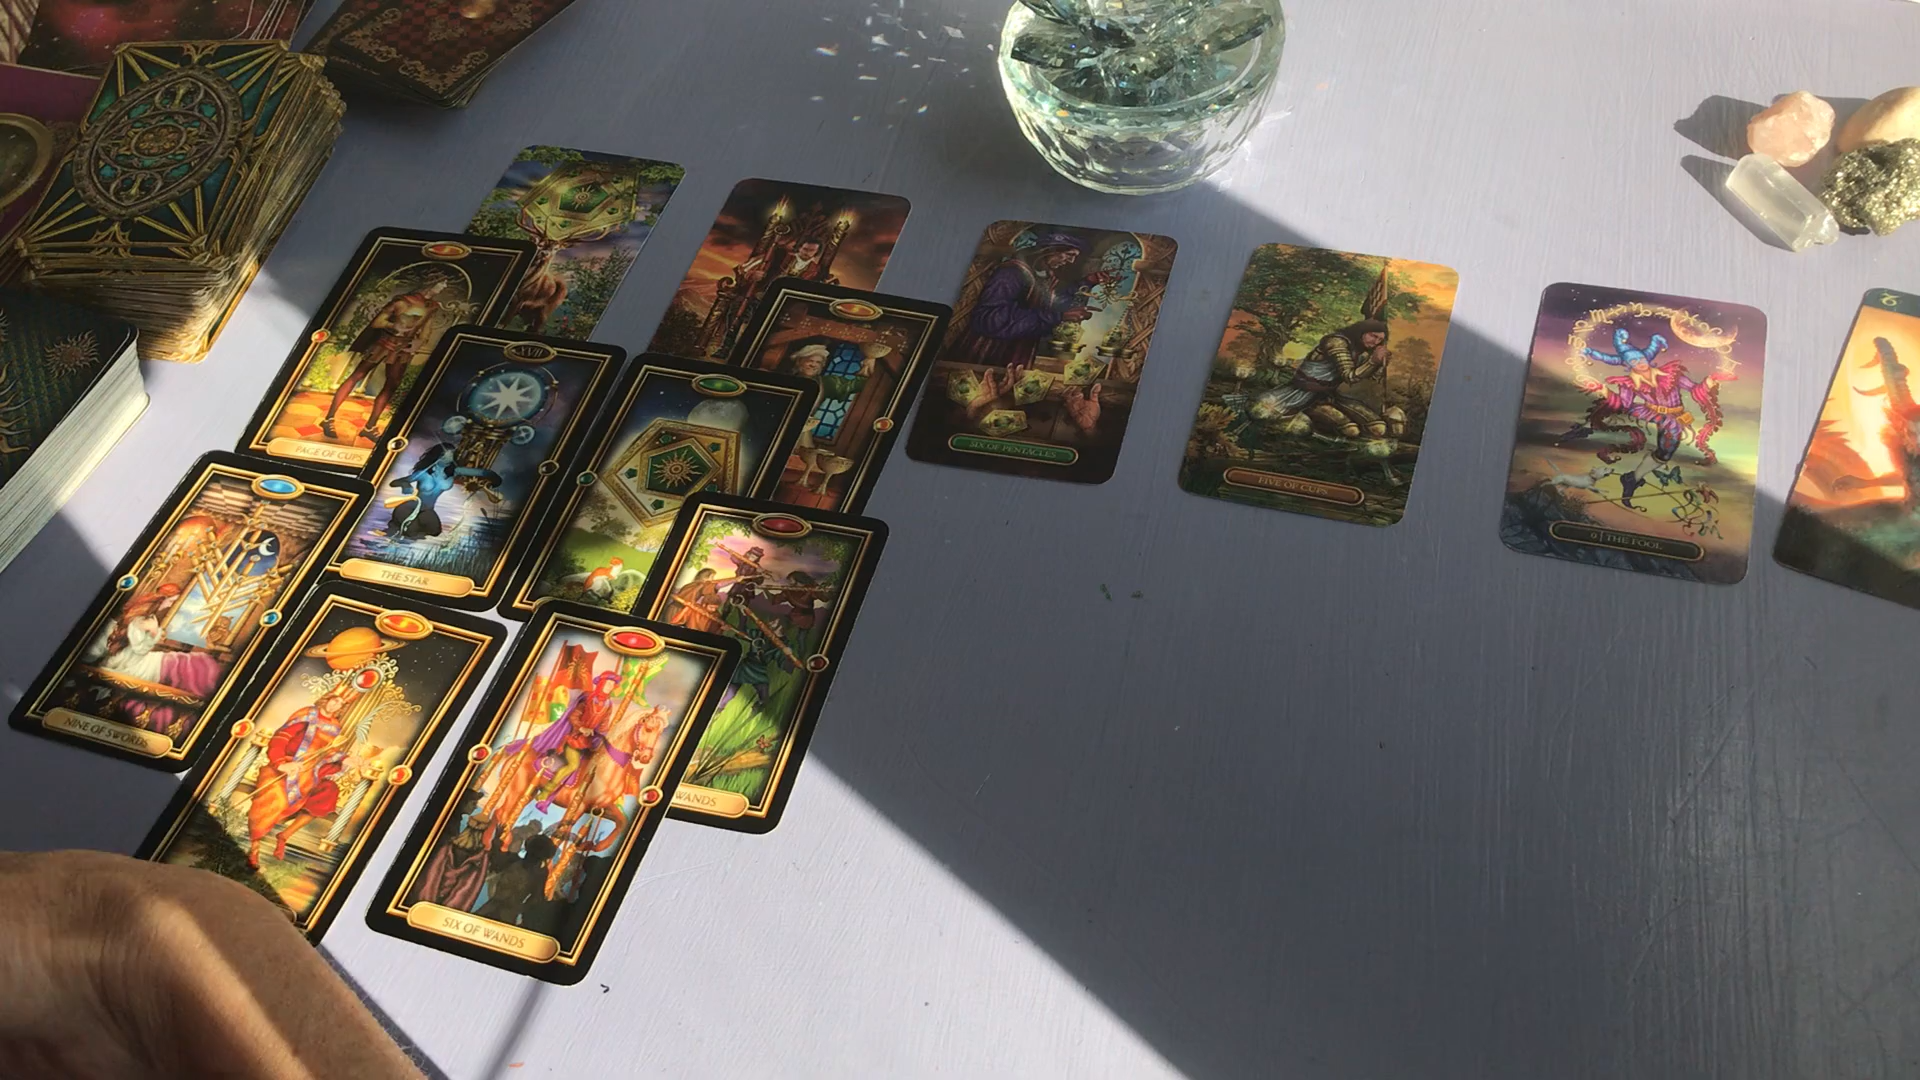 PAGE OF CUPS
XVII
THE STAR
SIX OF PENTACLES
FIVE OF CUPS
0 | THE FOOL
NINE OF SWORDS
WANDS
SIX OF WANDS